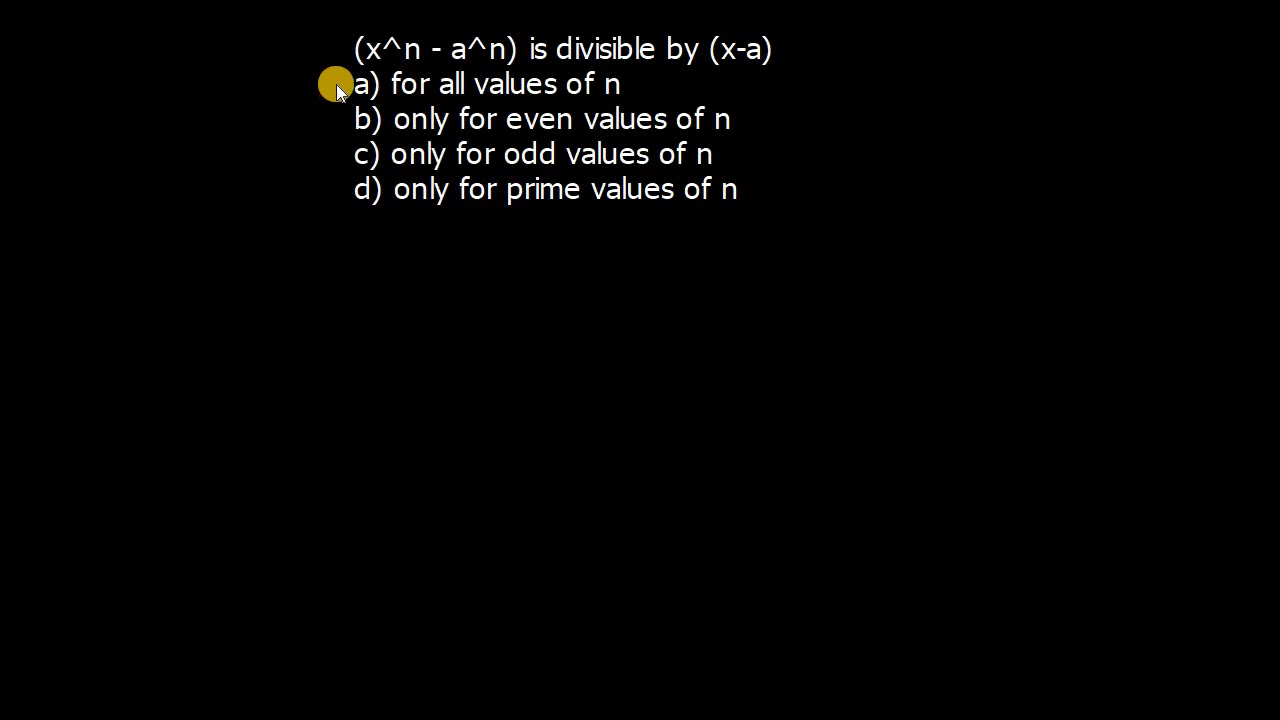 (x^n - a^n) is divisible by (x-a)
a) for all values of n
b) only for even values of n
c) only for odd values of n
d) only for prime values of n